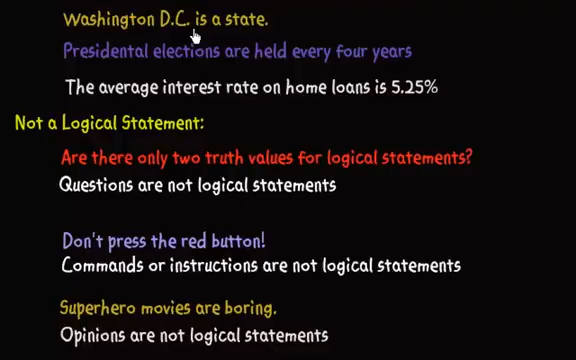 Washington D.C. is a state.
Presidental elections are held every four years
The average interest rate on home loans is 5.25%
Not a Logical Statement:
Are there only two truth values for logical statements?
Questions are not logical statements
Don't press the red button!
Commands or instructions are not logical statements
Superhero movies are boring.
Opinions are not logical statements